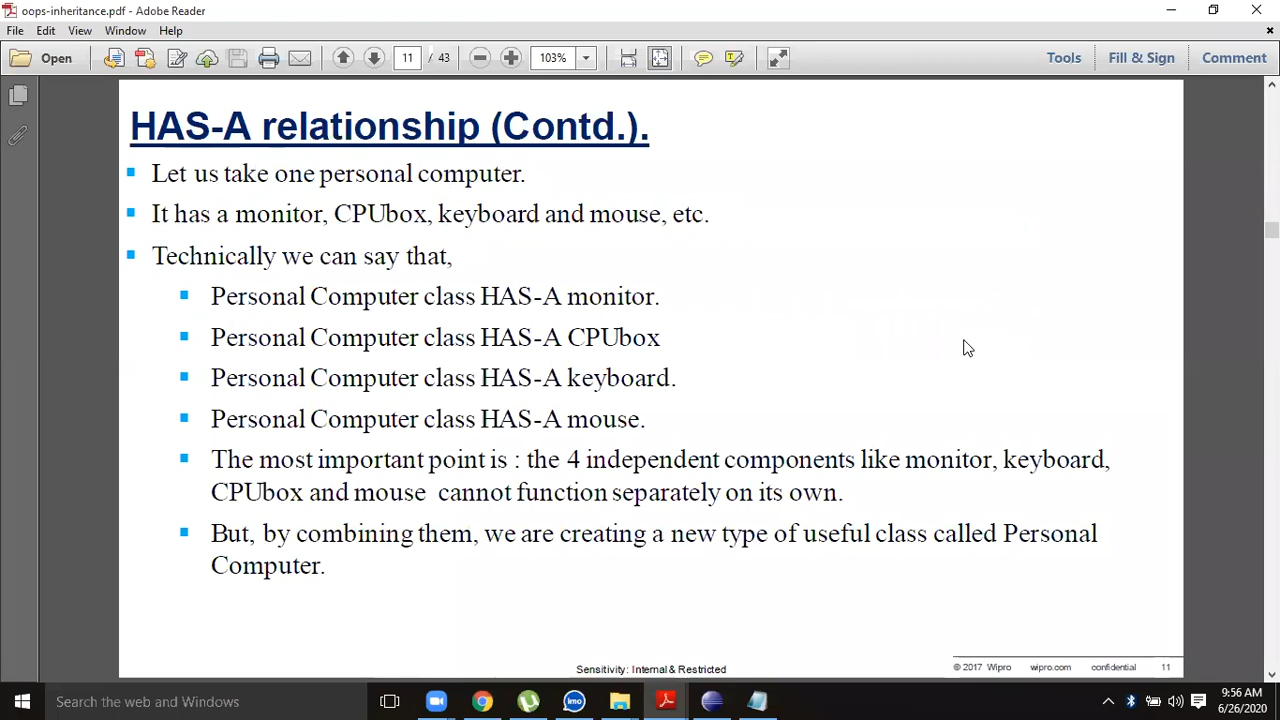 oops-inheritance.pdf - Adobe Reader
File Edit View Window Help
Open 11 / 43 103% Tools Fill & Sign Comment
HAS-A relationship (Contd.).
Let us take one personal computer.
It has a monitor, CPUbox, keyboard and mouse, etc.
Technically we can say that,
Personal Computer class HAS-A monitor.
Personal Computer class HAS-A CPUbox
Personal Computer class HAS-A keyboard.
Personal Computer class HAS-A mouse.
The most important point is : the 4 independent components like monitor, keyboard,
CPUbox and mouse cannot function separately on its own.
But, by combining them, we are creating a new type of useful class called Personal
Computer.
Sensitivity: Internal & Restricted
© 2017 Wipro wipro.com confidential 11
Search the web and Windows
imo
9:56 AM
6/26/2020